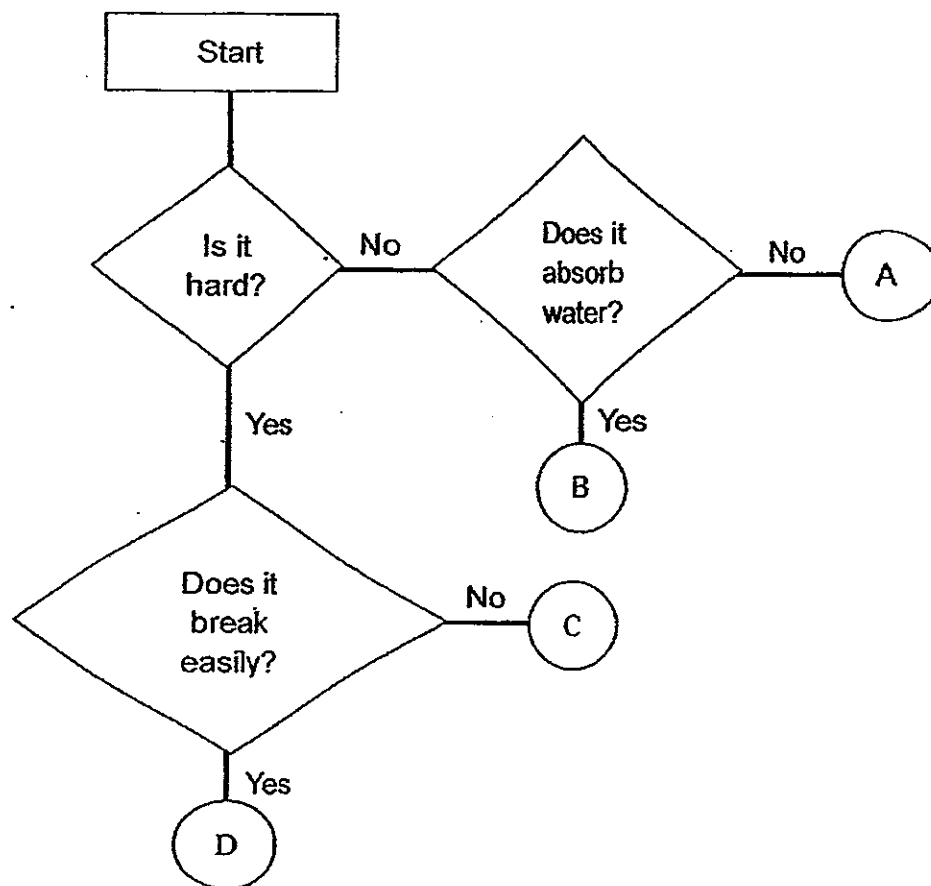 Start
Is it
hard?
No
Does it
absorb
water?
No
A
Yes
Yes
B
Does it
break
easily?
No
C
Yes
D